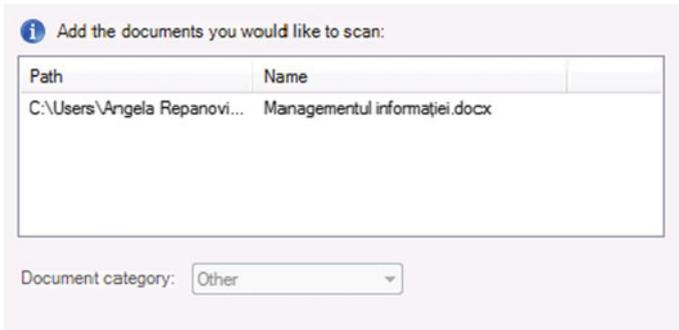 Add the documents you would like to scan:
Path Name
C:\Users\Angela Repanovi... Managementul informației.docx
Document category: Other